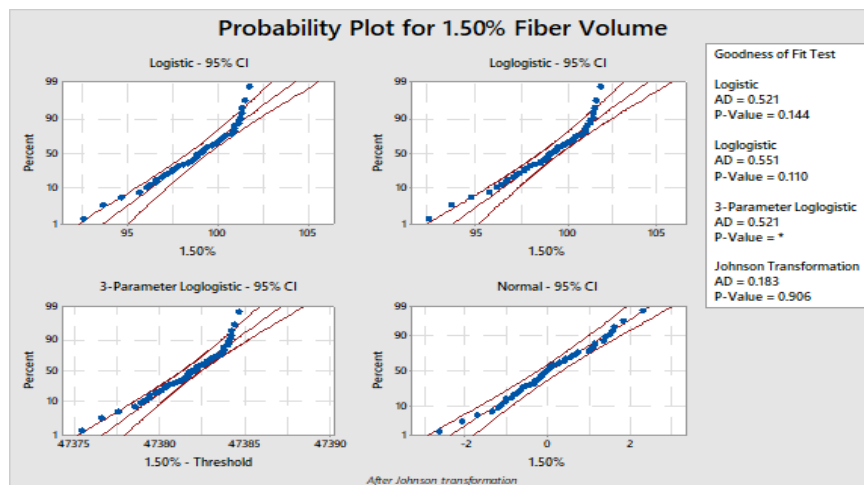 Probability Plot for 1.50% Fiber Volume
Logistic - 95% CI
99
90
50
10
1
Percent
95 100 105
1.50%
Loglogistic - 95% CI
99
90
50
10
1
Percent
95 100 105
1.50%
3-Parameter Loglogistic - 95% CI
99
90
50
10
1
Percent
47375 47380 47385 47390
1.50% - Threshold
Normal - 95% CI
99
90
50
10
1
Percent
-2 0 2
1.50%
After Johnson transformation
Goodness of Fit Test
Logistic
AD = 0.521
P-Value = 0.144
Loglogistic
AD = 0.551
P-Value = 0.110
3-Parameter Loglogistic
AD = 0.521
P-Value = *
Johnson Transformation
AD = 0.183
P-Value = 0.906